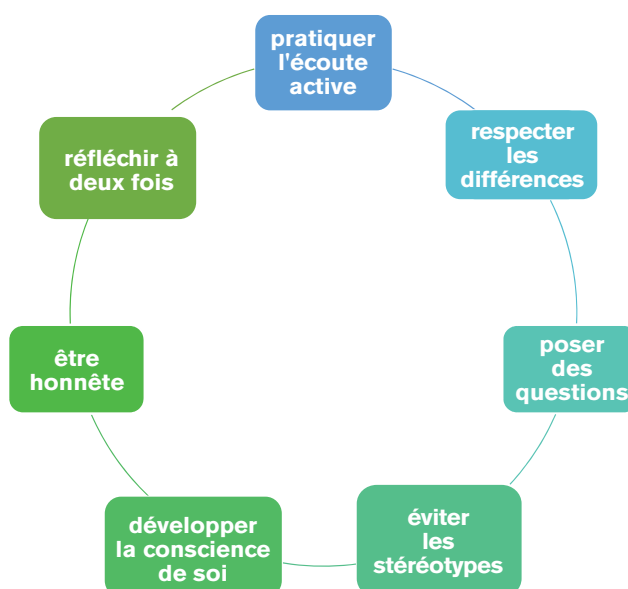 pratiquer
l'écoute
active
respecter
les
différences
poser
des
questions
éviter
les
stéréotypes
développer
la conscience
de soi
être
honnête
réfléchir à
deux fois